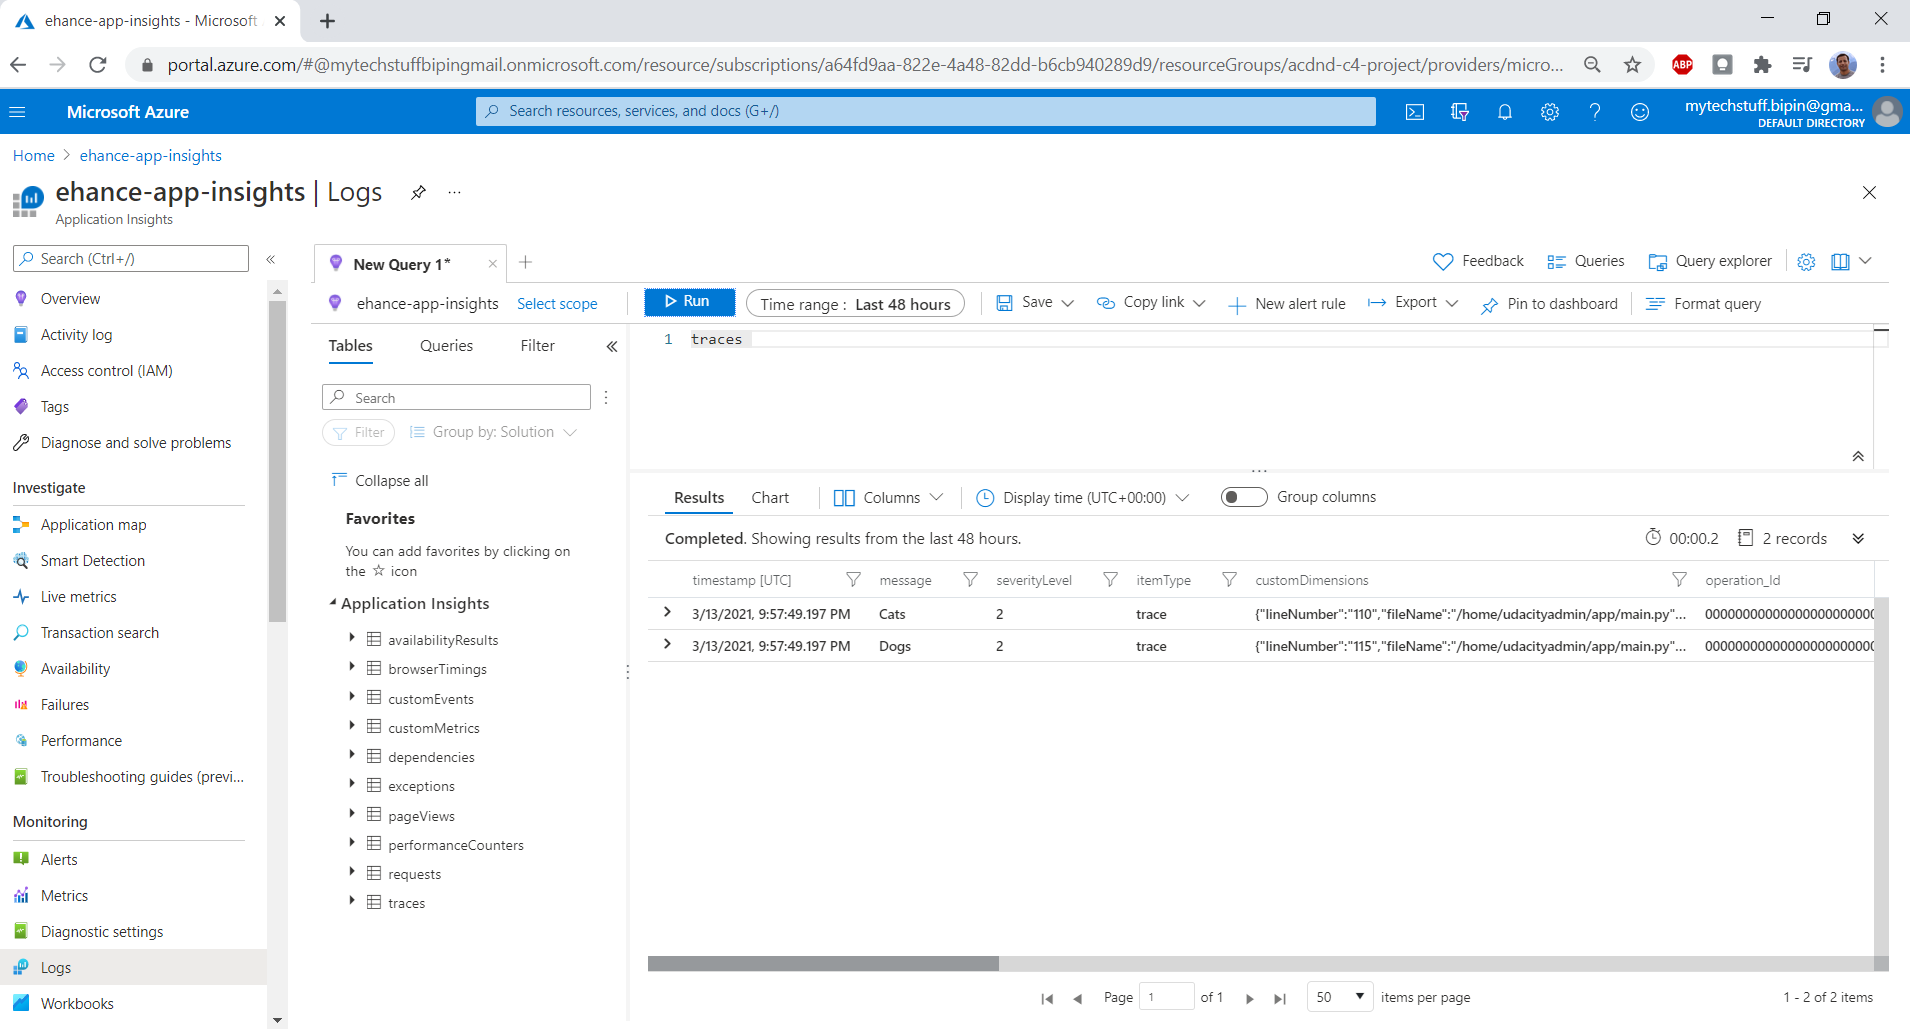 ehance-app-insights - Microsoft
portal.azure.com/#@mytechstuffbipingmail.onmicrosoft.com/resource/subscriptions/a64fd9aa-822e-4a48-82dd-b6cb940289d9/resourceGroups/acdnd-c4-project/providers/micro...
ABP
Microsoft Azure
Search resources, services, and docs (G+/)
mytechstuff.bipin@gma...
DEFAULT DIRECTORY
Home > ehance-app-insights
ehance-app-insights | Logs
Application Insights
Search (Ctrl+/)
Overview
Activity log
Access control (IAM)
Tags
Diagnose and solve problems
Investigate
Application map
Smart Detection
Live metrics
Transaction search
Availability
Failures
Performance
Troubleshooting guides (previ...
Monitoring
Alerts
Metrics
Diagnostic settings
Logs
Workbooks
New Query 1*
Feedback
Queries
Query explorer
ehance-app-insights
Select scope
Run
Time range : Last 48 hours
Save
Copy link
New alert rule
Export
Pin to dashboard
Format query
Tables
Queries
Filter
Search
Filter
Group by: Solution
Collapse all
Favorites
You can add favorites by clicking on
the ☆ icon
Application Insights
availabilityResults
browserTimings
customEvents
customMetrics
dependencies
exceptions
pageViews
performanceCounters
requests
traces
1 traces
Results
Chart
Columns
Display time (UTC+00:00)
Group columns
Completed. Showing results from the last 48 hours.
00:00.2
2 records
timestamp [UTC] message severityLevel itemType customDimensions operation_Id
3/13/2021, 9:57:49.197 PM Cats 2 trace {"lineNumber":"110","fileName":"/home/udacityadmin/app/main.py"... 00000000000000000000000
3/13/2021, 9:57:49.197 PM Dogs 2 trace {"lineNumber":"115","fileName":"/home/udacityadmin/app/main.py"... 00000000000000000000000
Page 1 of 1
50 items per page
1 - 2 of 2 items